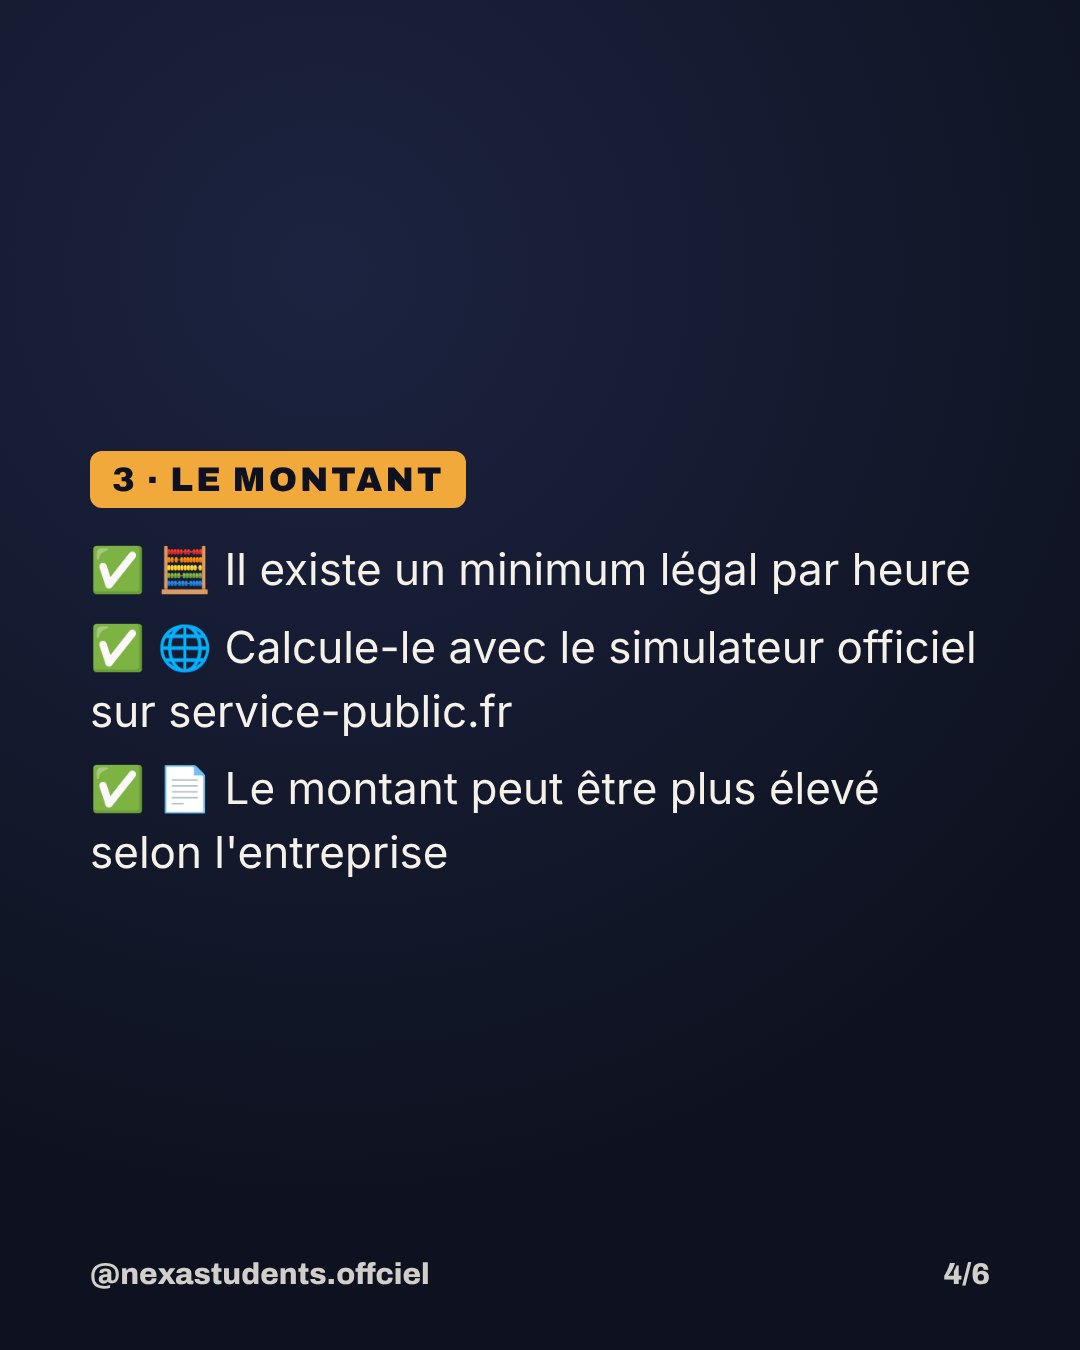 3 · LE MONTANT
✅ 🧮 Il existe un minimum légal par heure
✅ 🌐 Calcule-le avec le simulateur officiel
sur service-public.fr
✅ 📄 Le montant peut être plus élevé
selon l'entreprise
@nexastudents.offciel
4/6